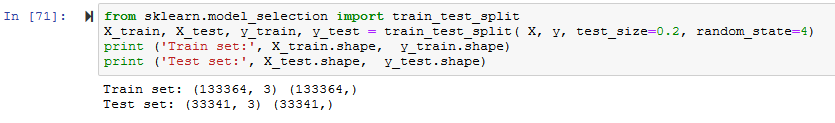 In [71]: from sklearn.model_selection import train_test_split
X_train, X_test, y_train, y_test = train_test_split( X, y, test_size=0.2, random_state=4)
print ('Train set:', X_train.shape,  y_train.shape)
print ('Test set:', X_test.shape,  y_test.shape)
Train set: (133364, 3) (133364,)
Test set: (33341, 3) (33341,)